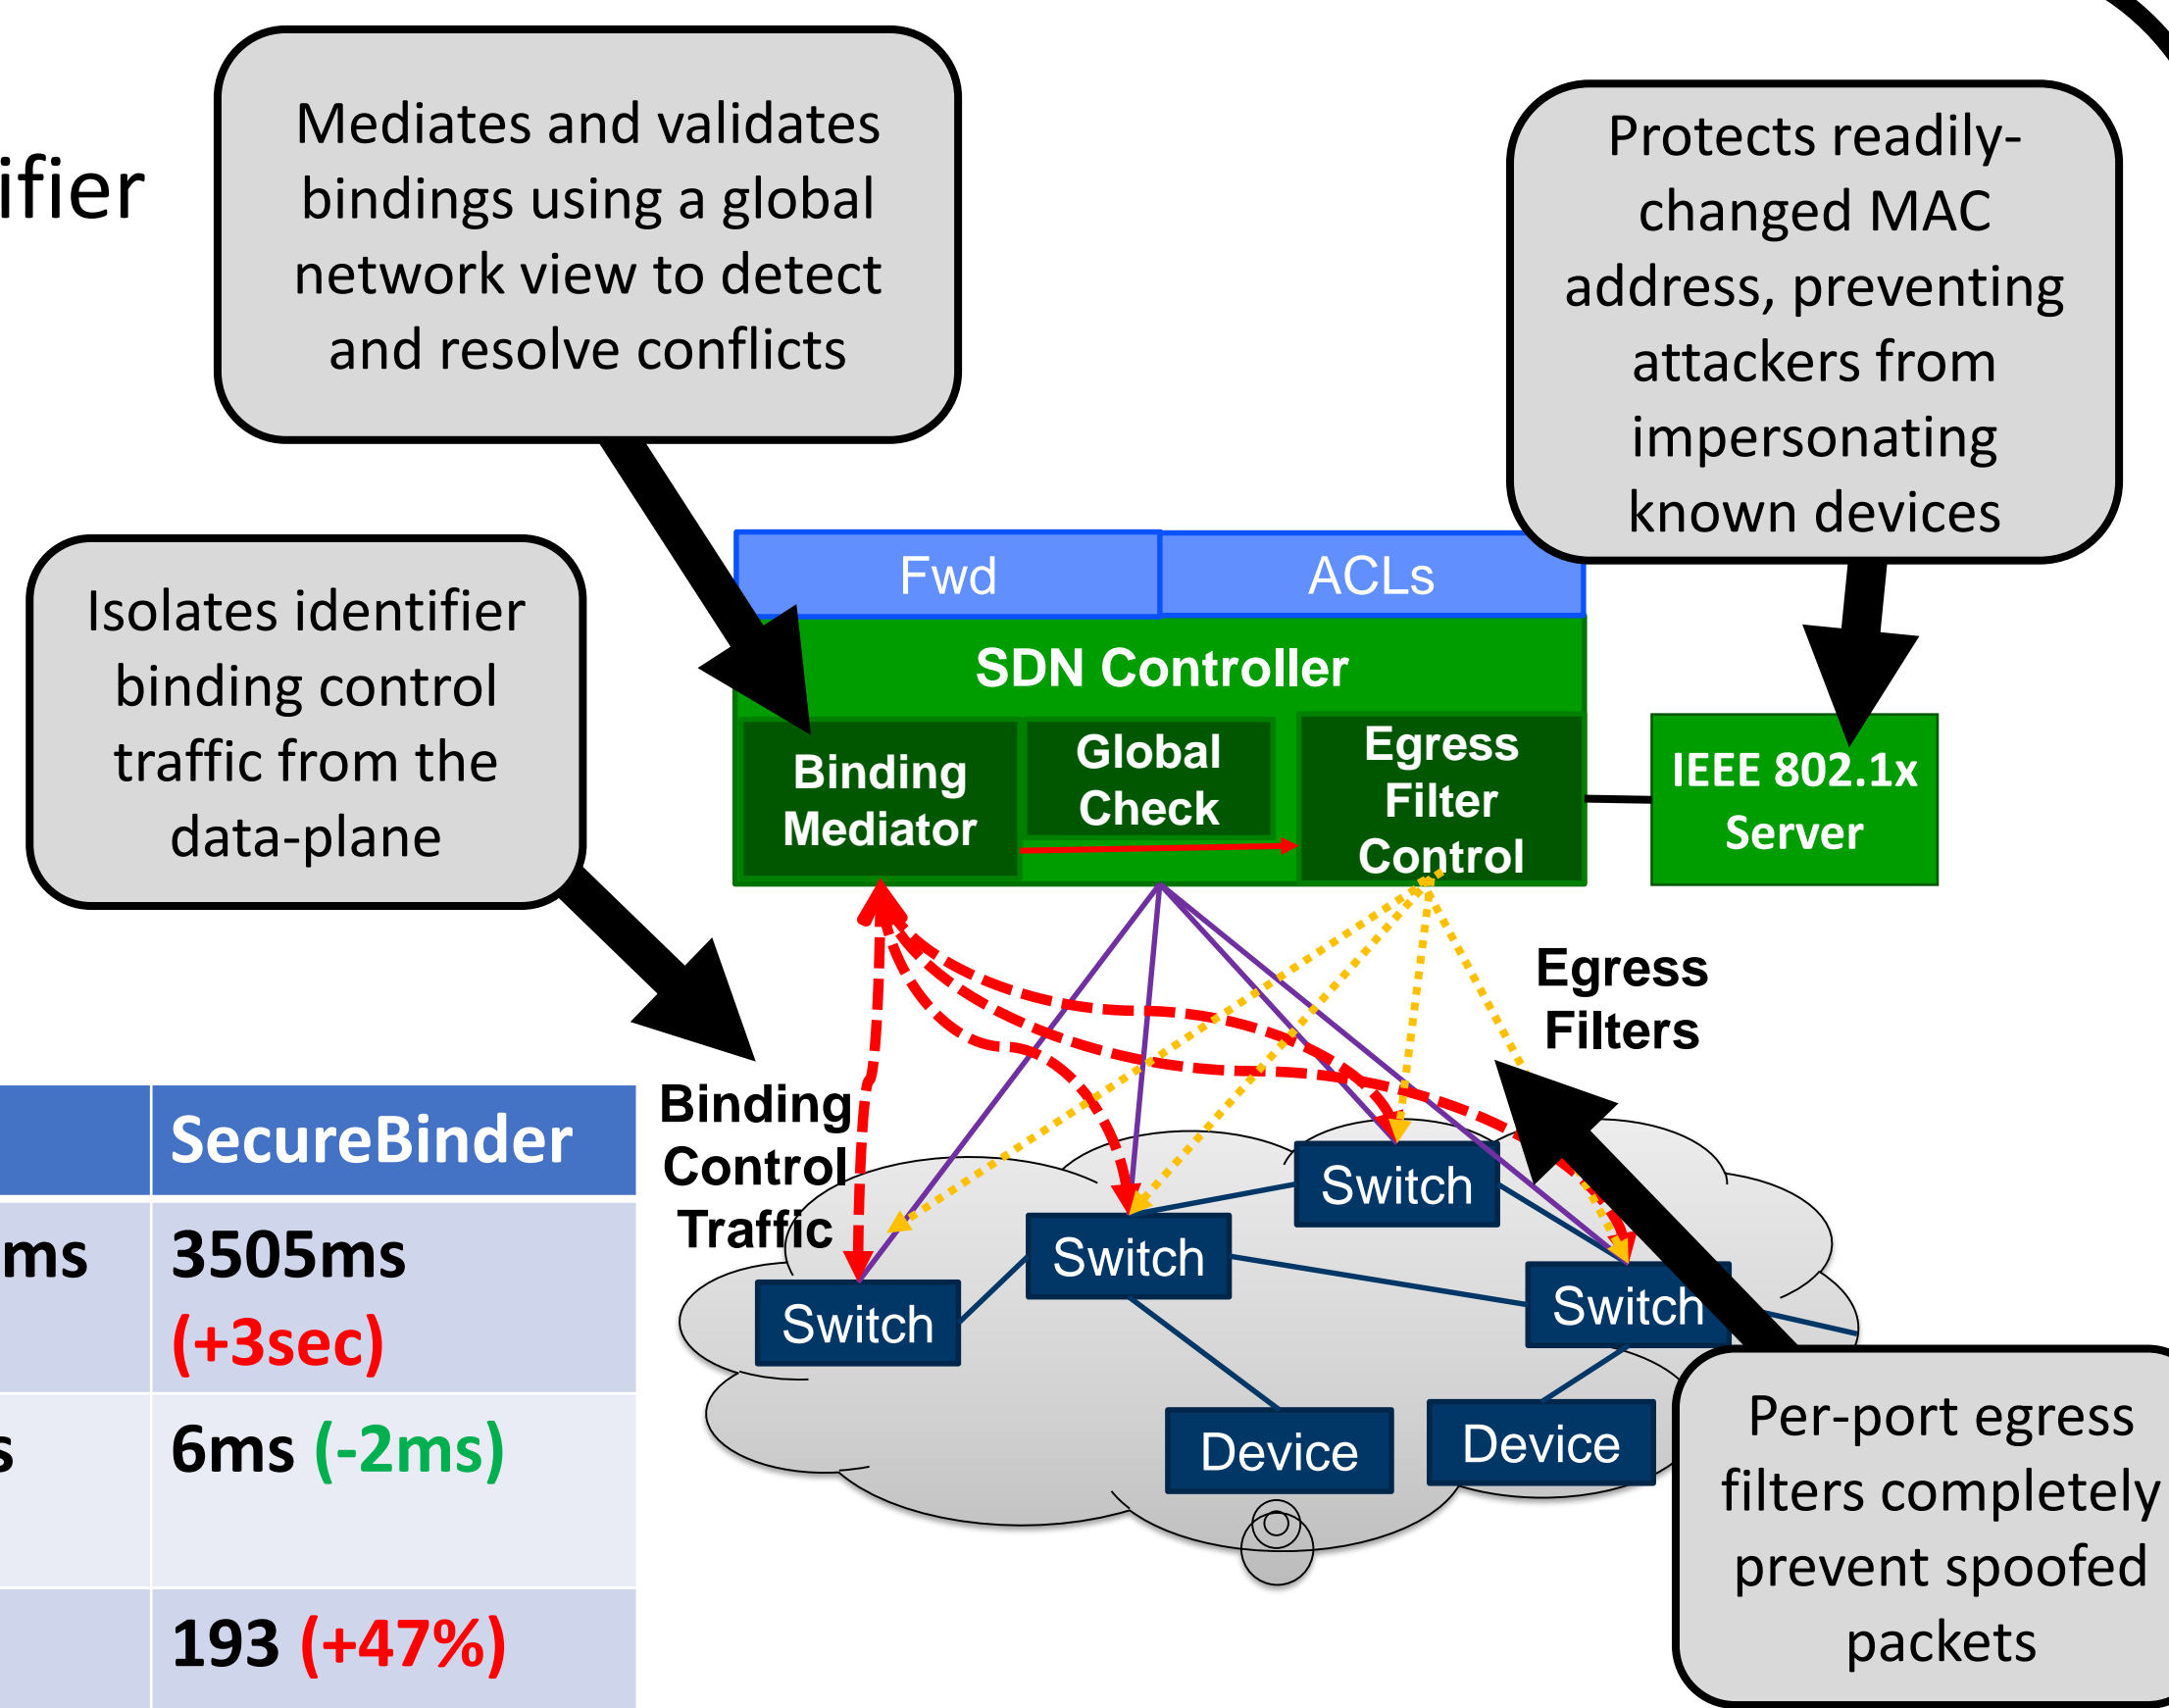 ifier
Mediates and validates
bindings using a global
network view to detect
and resolve conflicts
Protects readily-
changed MAC
address, preventing
attackers from
impersonating
known devices
Isolates identifier
binding control
traffic from the
data-plane
Fwd
ACLs
SDN Controller
Binding
Mediator
Global
Check
Egress
Filter
Control
IEEE 802.1x
Server
Egress
Filters
Binding
Control
Traffic
Switch
Switch
Switch
Switch
Device
Device
Per-port egress
filters completely
prevent spoofed
packets
SecureBinder
ms
3505ms
(+3sec)
s
6ms (-2ms)
193 (+47%)